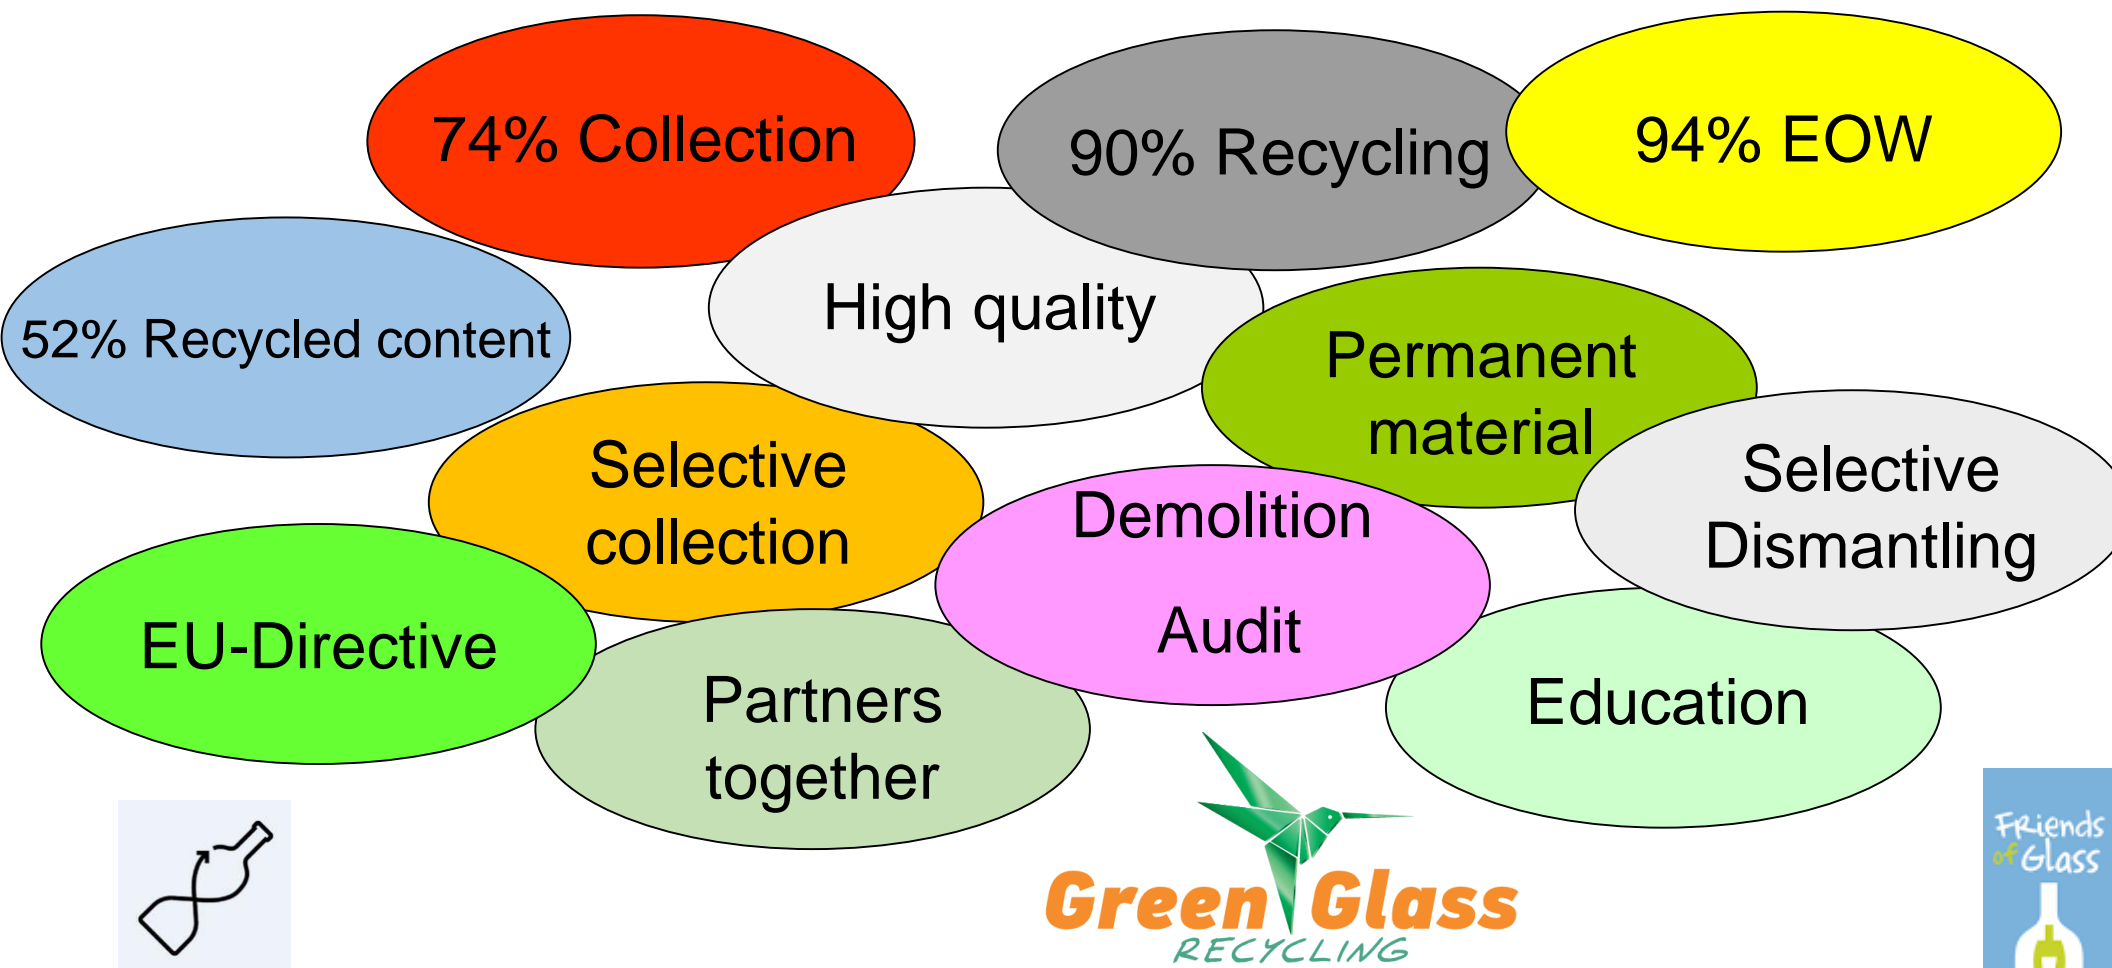 74% Collection
90% Recycling
94% EOW
52% Recycled content
High quality
Permanent
material
Selective
collection
Demolition
Audit
Selective
Dismantling
EU-Directive
Partners
together
Education
Green Glass
RECYCLING
FRiends
of Glass